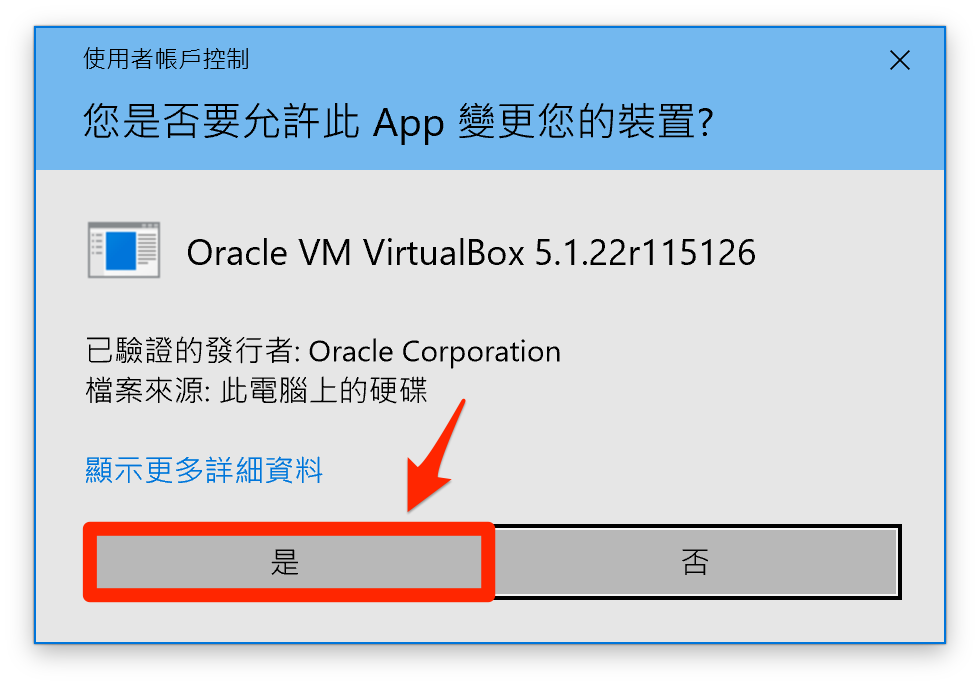 使用者帳戶控制
您是否要允許此 App 變更您的裝置?
Oracle VM VirtualBox 5.1.22r115126
已驗證的發行者: Oracle Corporation
檔案來源: 此電腦上的硬碟
顯示更多詳細資料
是
否